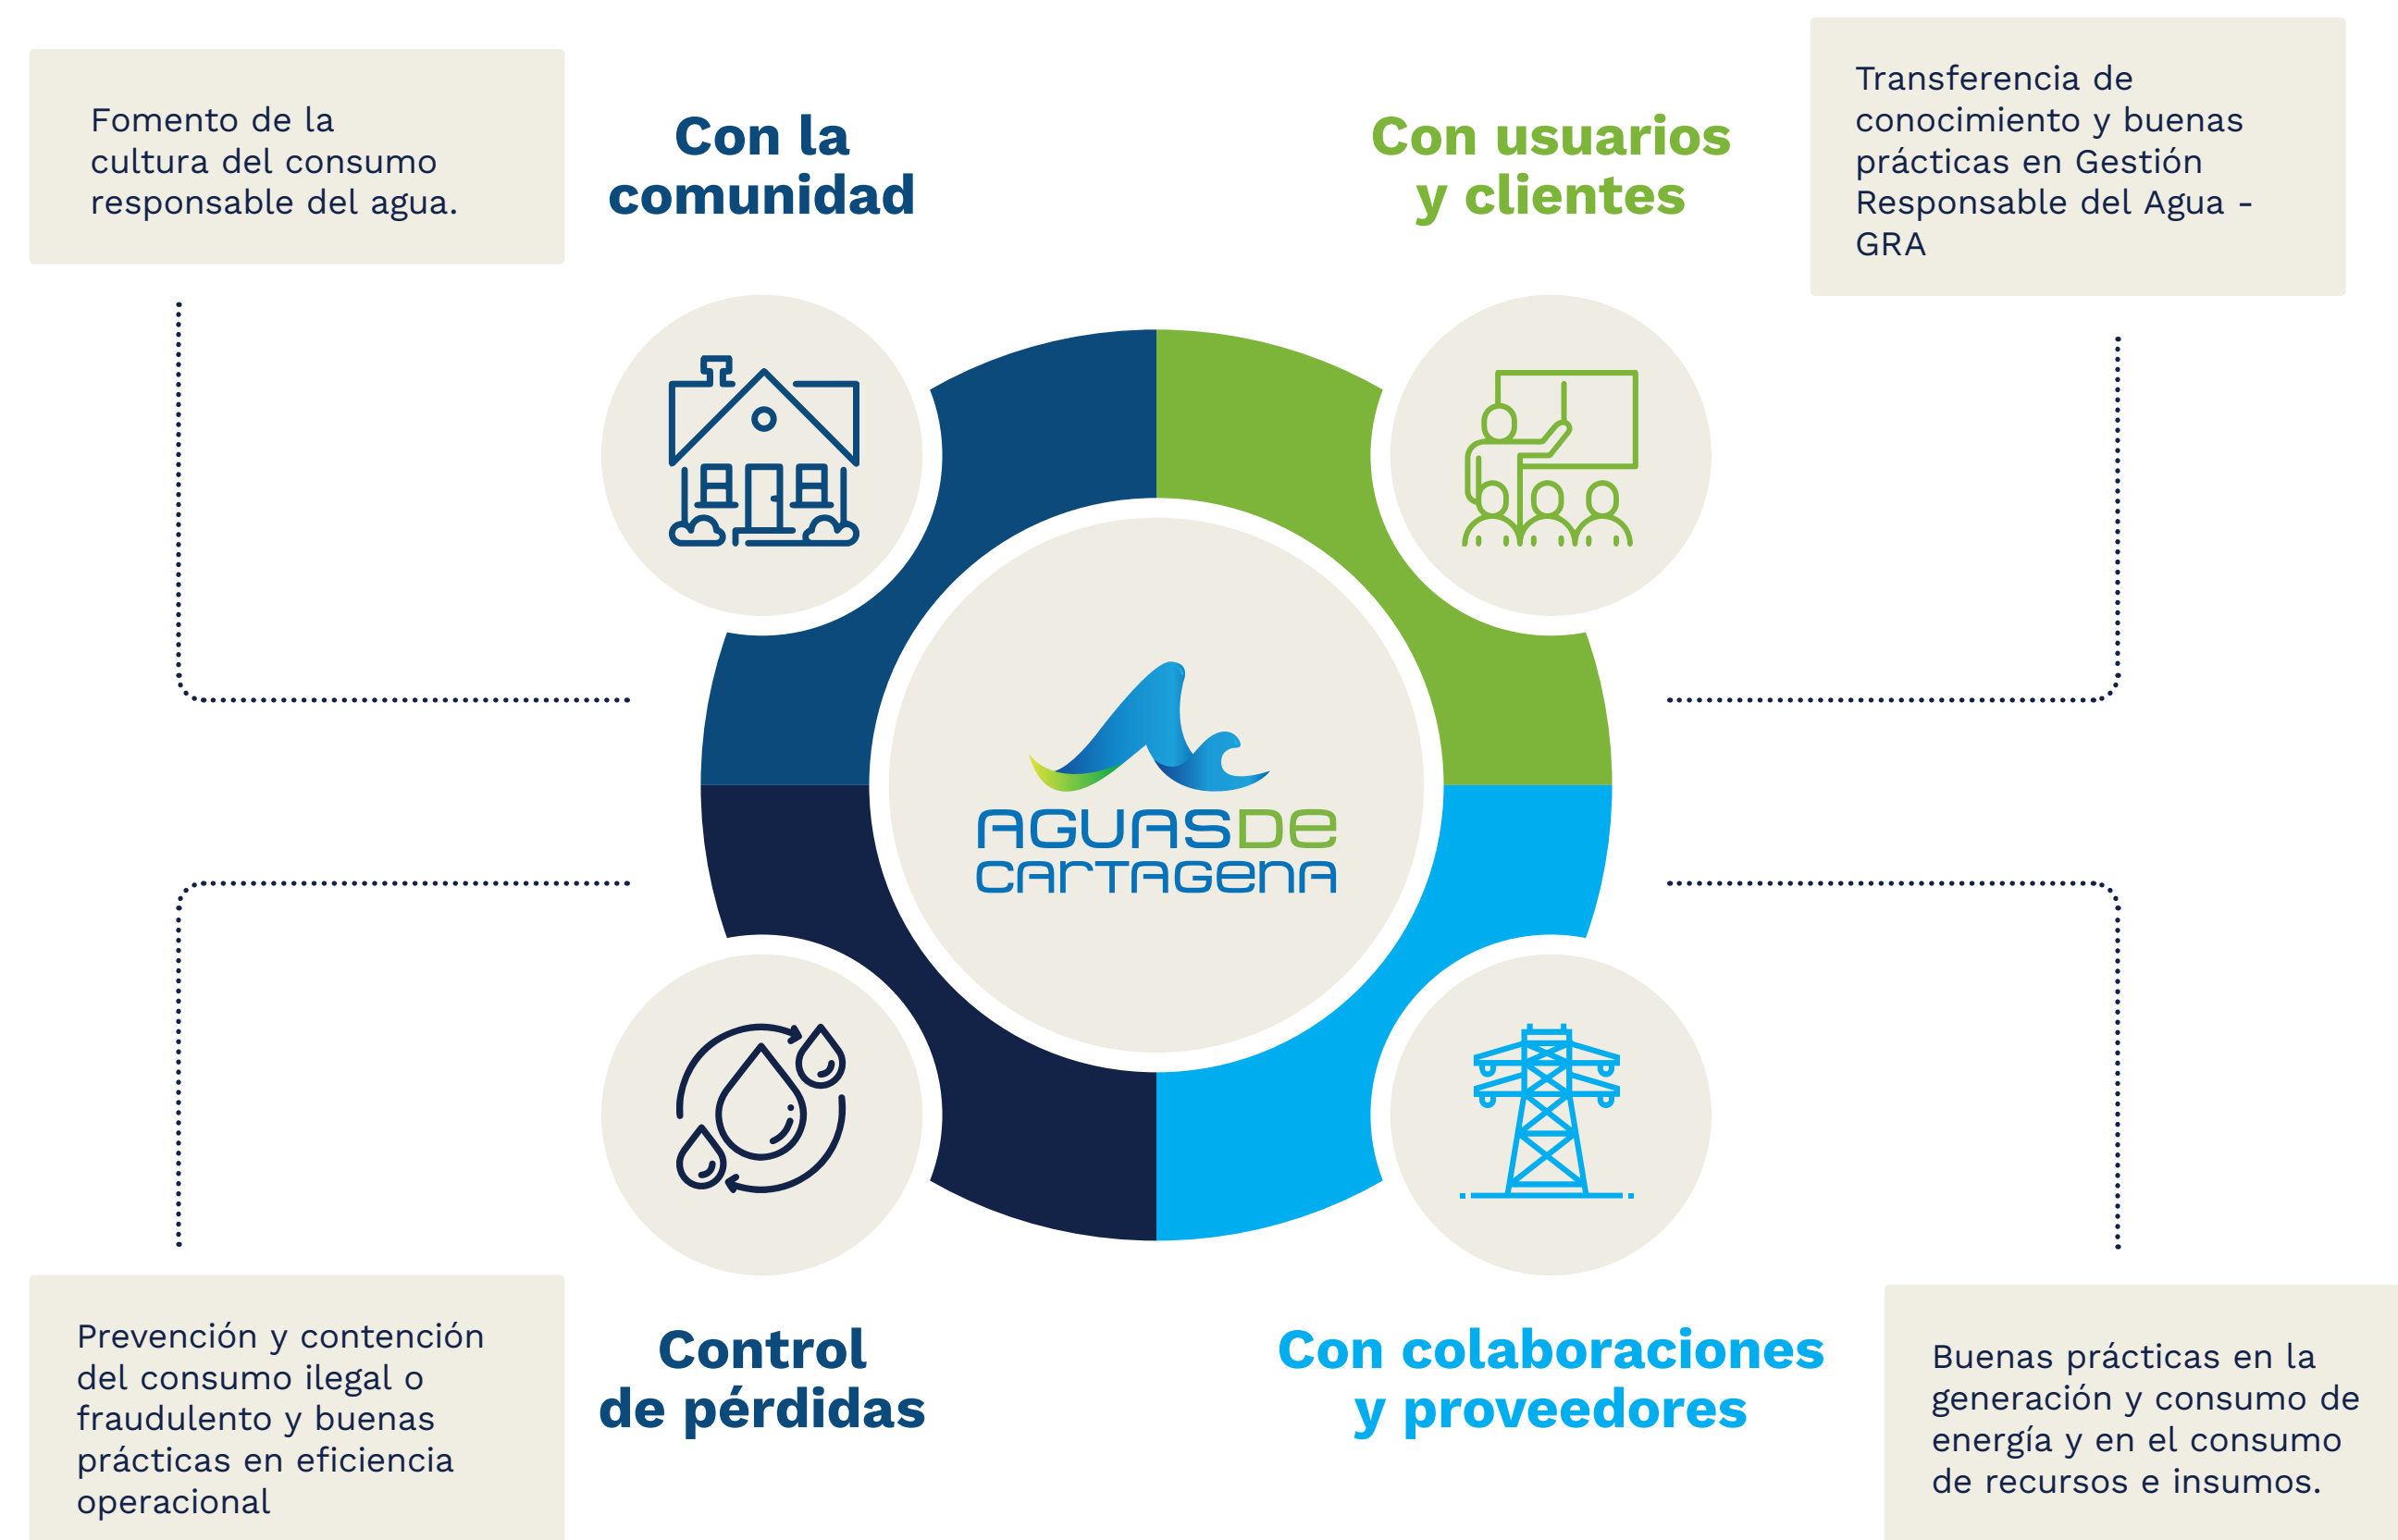 Fomento de la
cultura del consumo
responsable del agua.
Con la
comunidad
Con usuarios
y clientes
Transferencia de
conocimiento y buenas
prácticas en Gestión
Responsable del Agua -
GRA
AGUASDE
CARTAGENA
Prevención y contención
del consumo ilegal o
fraudulento y buenas
prácticas en eficiencia
operacional
Control
de pérdidas
Con colaboraciones
y proveedores
Buenas prácticas en la
generación y consumo de
energía y en el consumo
de recursos e insumos.